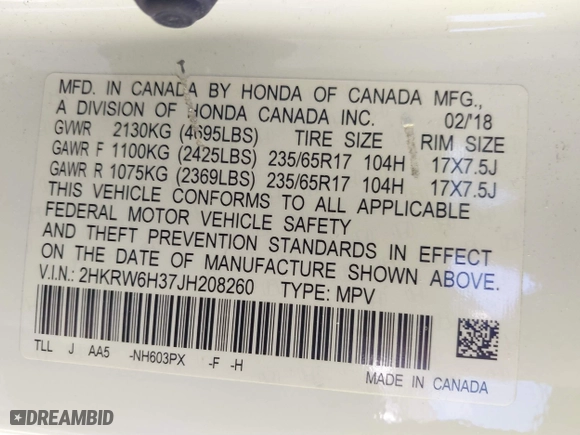 MFD. IN CANADA BY HONDA OF CANADA MFG.,
A DIVISION OF HONDA CANADA INC. 02/'18
GVWR 2130KG (4695LBS) TIRE SIZE RIM SIZE
GAWR F 1100KG (2425LBS) 235/65R17 104H 17X7.5J
GAWR R 1075KG (2369LBS) 235/65R17 104H 17X7.5J
THIS VEHICLE CONFORMS TO ALL APPLICABLE
FEDERAL MOTOR VEHICLE SAFETY
AND THEFT PREVENTION STANDARDS IN EFFECT
ON THE DATE OF MANUFACTURE SHOWN ABOVE.
V.I.N.: 2HKRW6H37JH208260 TYPE: MPV
TLL J AA5 -NH603PX -F -H
MADE IN CANADA
DREAMBID